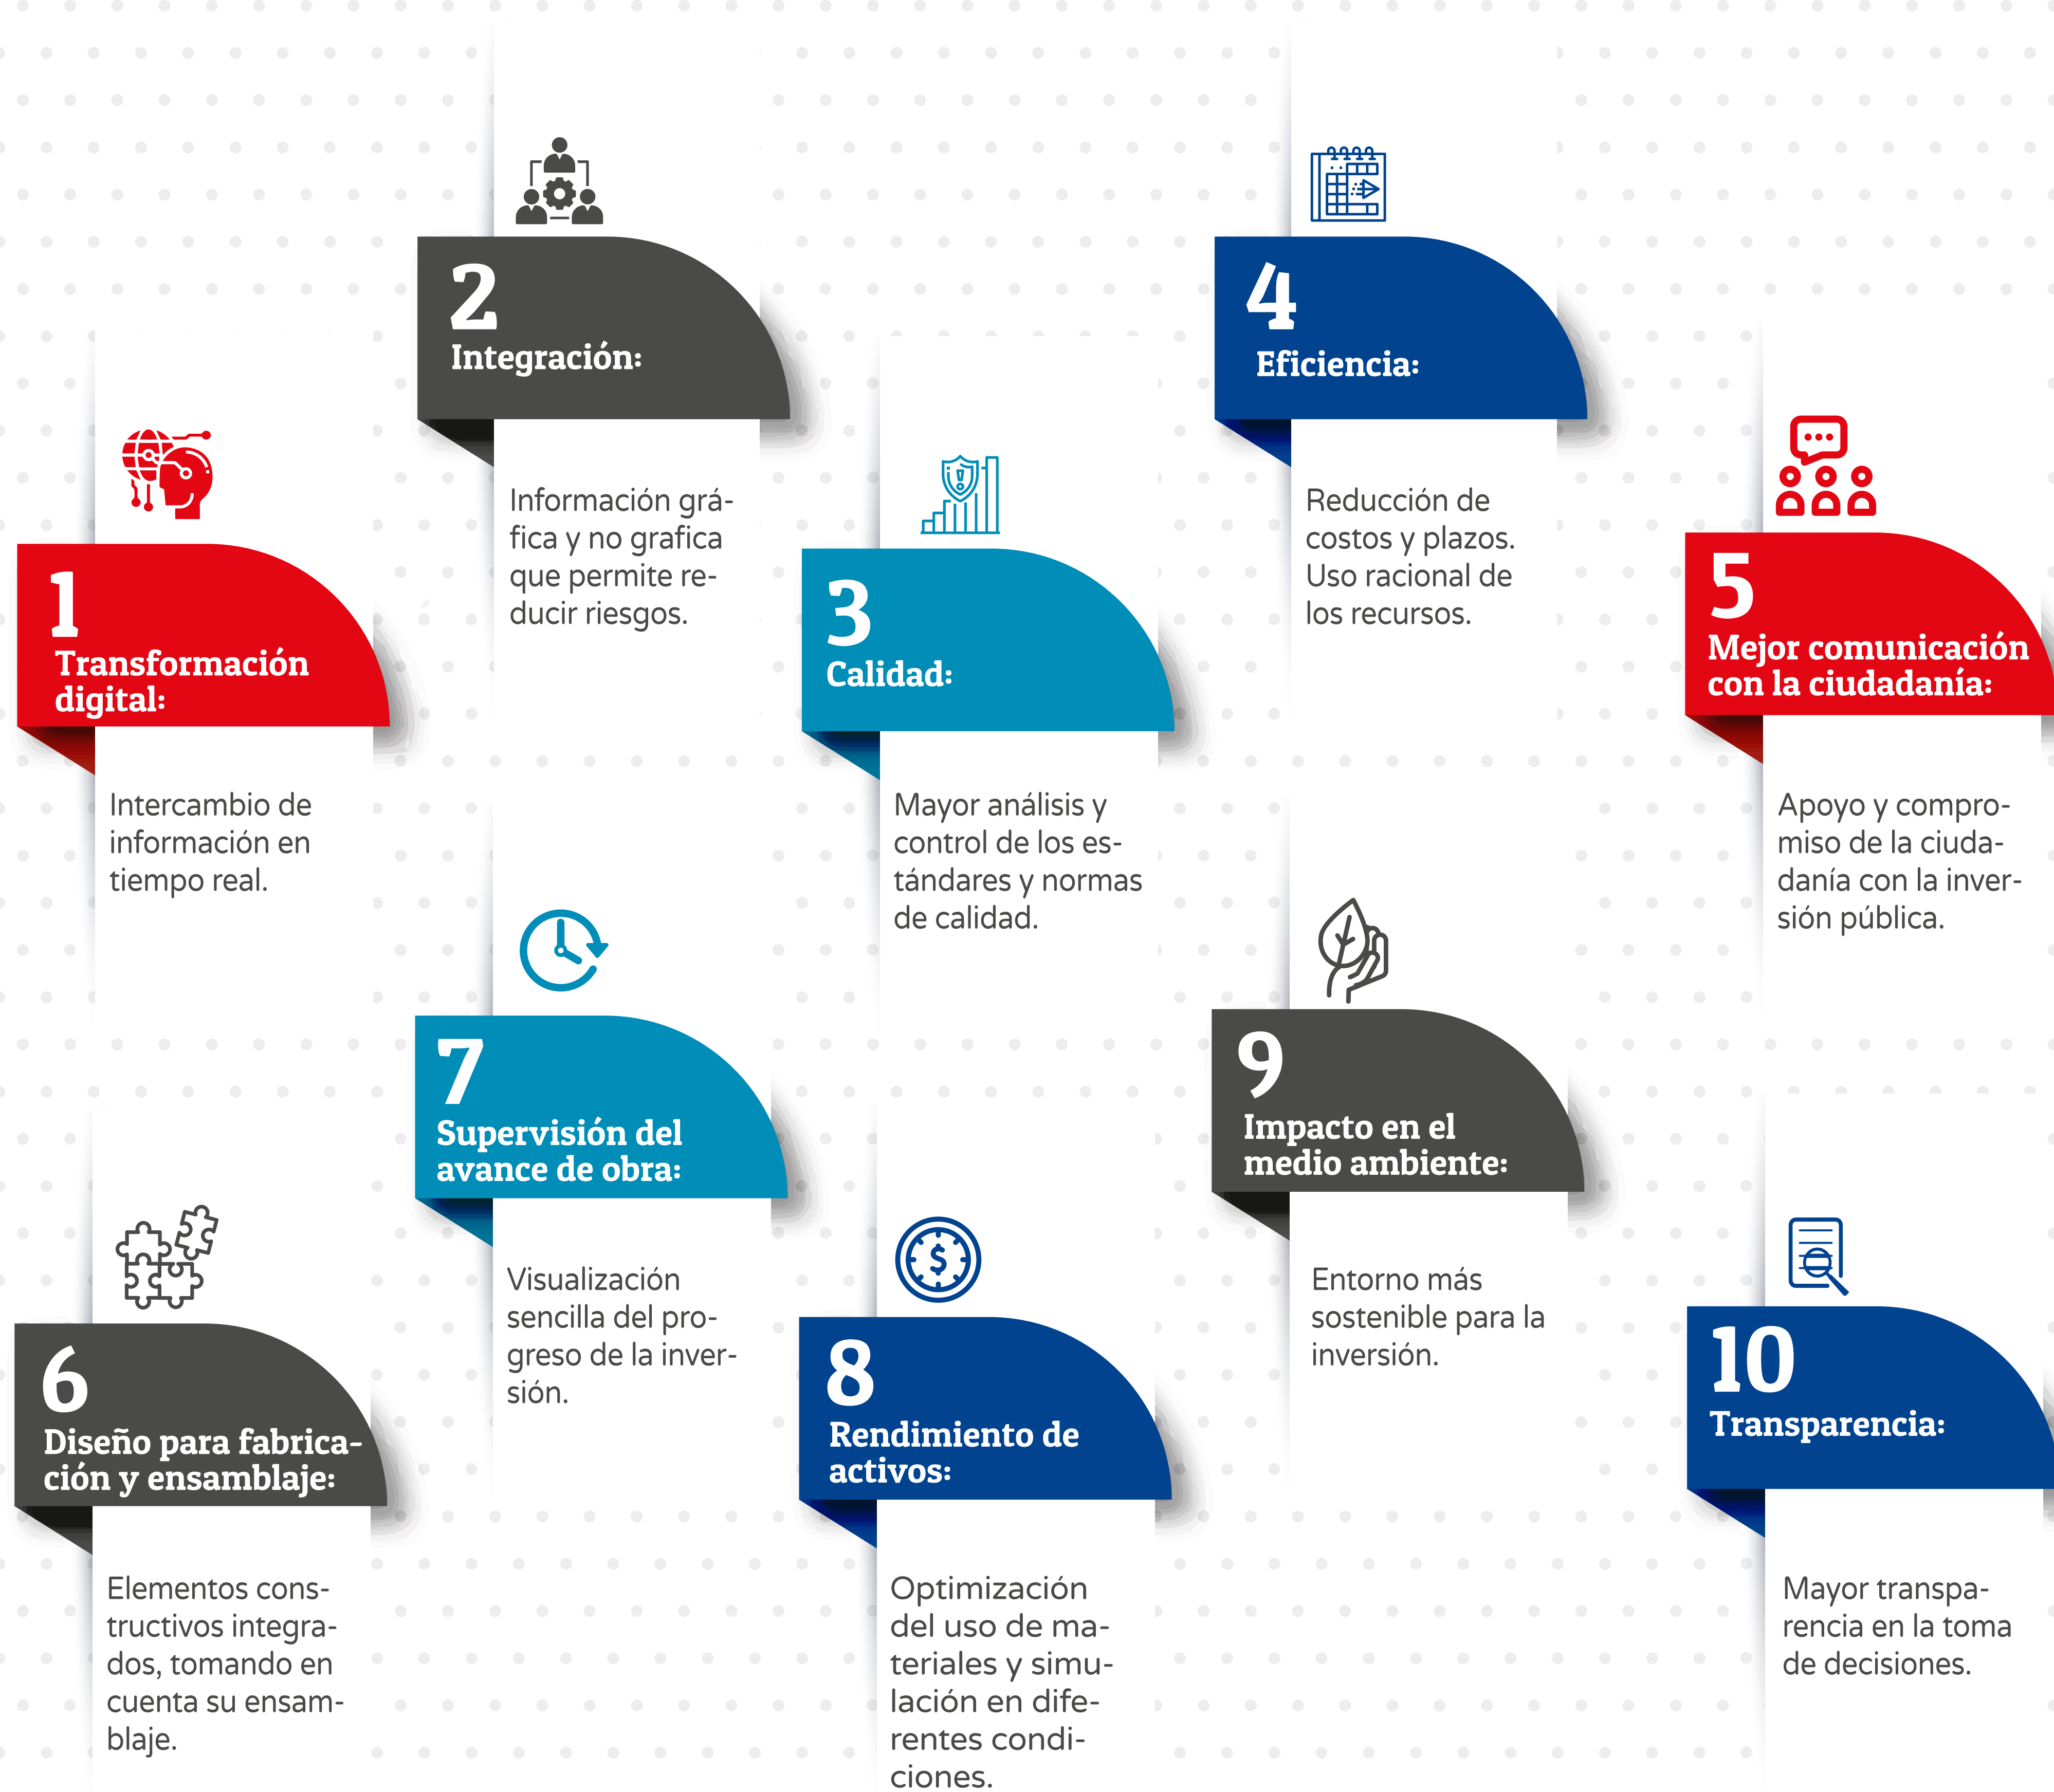 1
Transformación
digital:
Intercambio de
información en
tiempo real.
2
Integración:
Información grá-
fica y no grafica
que permite re-
ducir riesgos.
3
Calidad:
Mayor análisis y
control de los es-
tándares y normas
de calidad.
4
Eficiencia:
Reducción de
costos y plazos.
Uso racional de
los recursos.
5
Mejor comunicación
con la ciudadanía:
Apoyo y compro-
miso de la ciuda-
danía con la inver-
sión pública.
6
Diseño para fabrica-
ción y ensamblaje:
Elementos cons-
tructivos integra-
dos, tomando en
cuenta su ensam-
blaje.
7
Supervisión del
avance de obra:
Visualización
sencilla del pro-
greso de la inver-
sión.
8
Rendimiento de
activos:
Optimización
del uso de ma-
teriales y simu-
lación en dife-
rentes condi-
ciones.
9
Impacto en el
medio ambiente:
Entorno más
sostenible para la
inversión.
10
Transparencia:
Mayor transpa-
rencia en la toma
de decisiones.